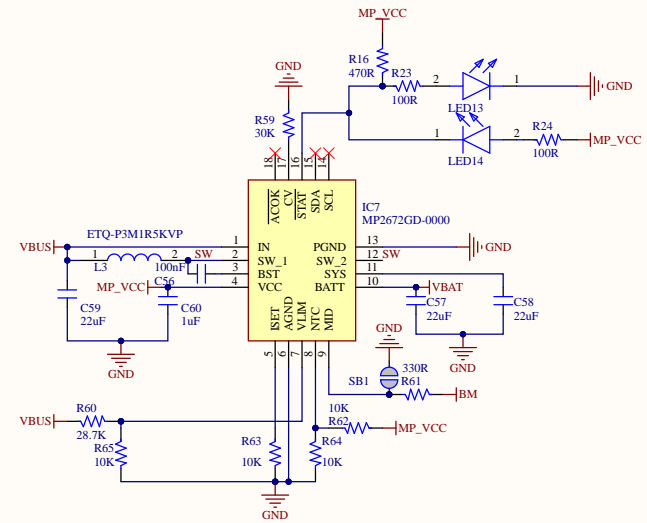 MP_VCC
R16
470R
R23
100R
2
1
GND
LED13
GND
R59
30K
1
2
R24
100R
MP_VCC
LED14
18
17
16
15
14
ACOK
CV
STAT
SDA
SCL
IC7
MP2672GD-0000
ETQ-P3M1R5KVP
VBUS
1
2
L3
SW
100nF
C56
MP_VCC
1
IN
2
SW_1
3
BST
4
VCC
PGND
13
GND
SW_2
12
SW
SYS
11
BATT
10
VBAT
C59
22uF
C60
1uF
GND
C57
22uF
C58
22uF
GND
ISET
AGND
VLIM
NTC
MID
5
6
7
8
9
GND
SB1
330R
R61
BM
VBUS
R60
28.7K
R65
10K
R63
10K
10K
R62
MP_VCC
R64
10K
GND